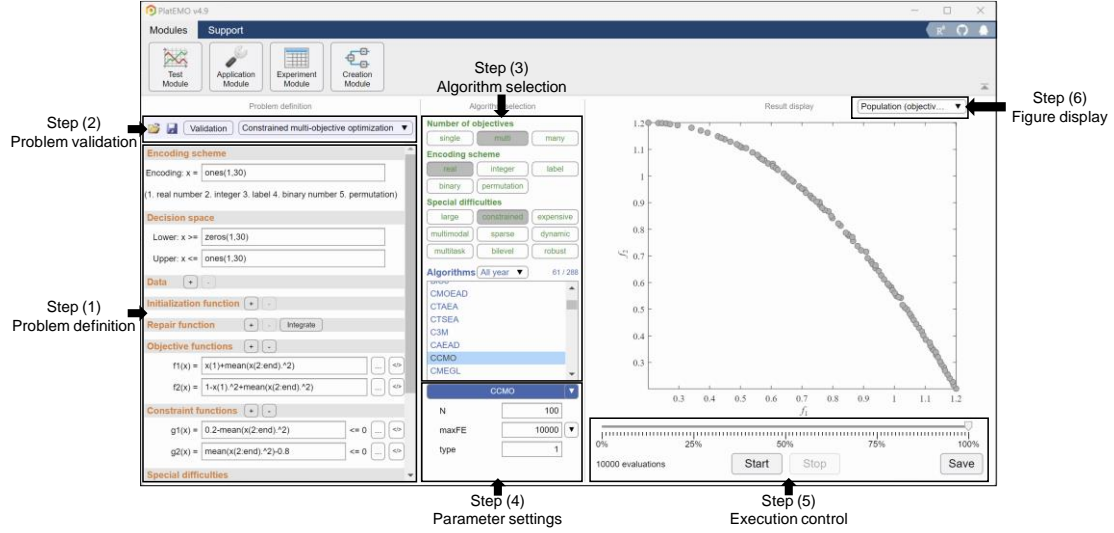 PlatEMO v4.9
Modules Support
Test Module
Application Module
Experiment Module
Creation Module
Step (3)
Algorithm selection
Problem definition
Algorithm selection
Result display
Step (2)
Problem validation
Validation
Constrained multi-objective optimization
Population (objectiv...
Step (6)
Figure display
Encoding scheme
Encoding: x = ones(1,30)
(1. real number 2. integer 3. label 4. binary number 5. permutation)
Decision space
Lower: x >= zeros(1,30)
Upper: x <= ones(1,30)
Data + -
Step (1)
Problem definition
Initialization function + -
Repair function + - Integrate
Objective functions + -
f1(x) = x(1)+mean(x(2:end).^2) ... </>
f2(x) = 1-x(1).^2+mean(x(2:end).^2) ... </>
Constraint functions + -
g1(x) = 0.2-mean(x(2:end).^2) <= 0 ... </>
g2(x) = mean(x(2:end).^2)-0.8 <= 0 ... </>
Special difficulties
Number of objectives
single multi many
Encoding scheme
real integer label
binary permutation
Special difficulties
large constrained expensive
multimodal sparse dynamic
multitask bilevel robust
Algorithms All year 61 / 288
CMOEAD
CTAEA
CTSEA
C3M
CAEAD
CCMO
CMEGL
CCMO
N 100
maxFE 10000
type 1
Step (4)
Parameter settings
1.2
1.1
1
0.9
0.8
0.7
0.6
0.5
0.4
0.3
f2
0.3 0.4 0.5 0.6 0.7 0.8 0.9 1 1.1 1.2
f1
0% 25% 50% 75% 100%
10000 evaluations Start Stop Save
Step (5)
Execution control